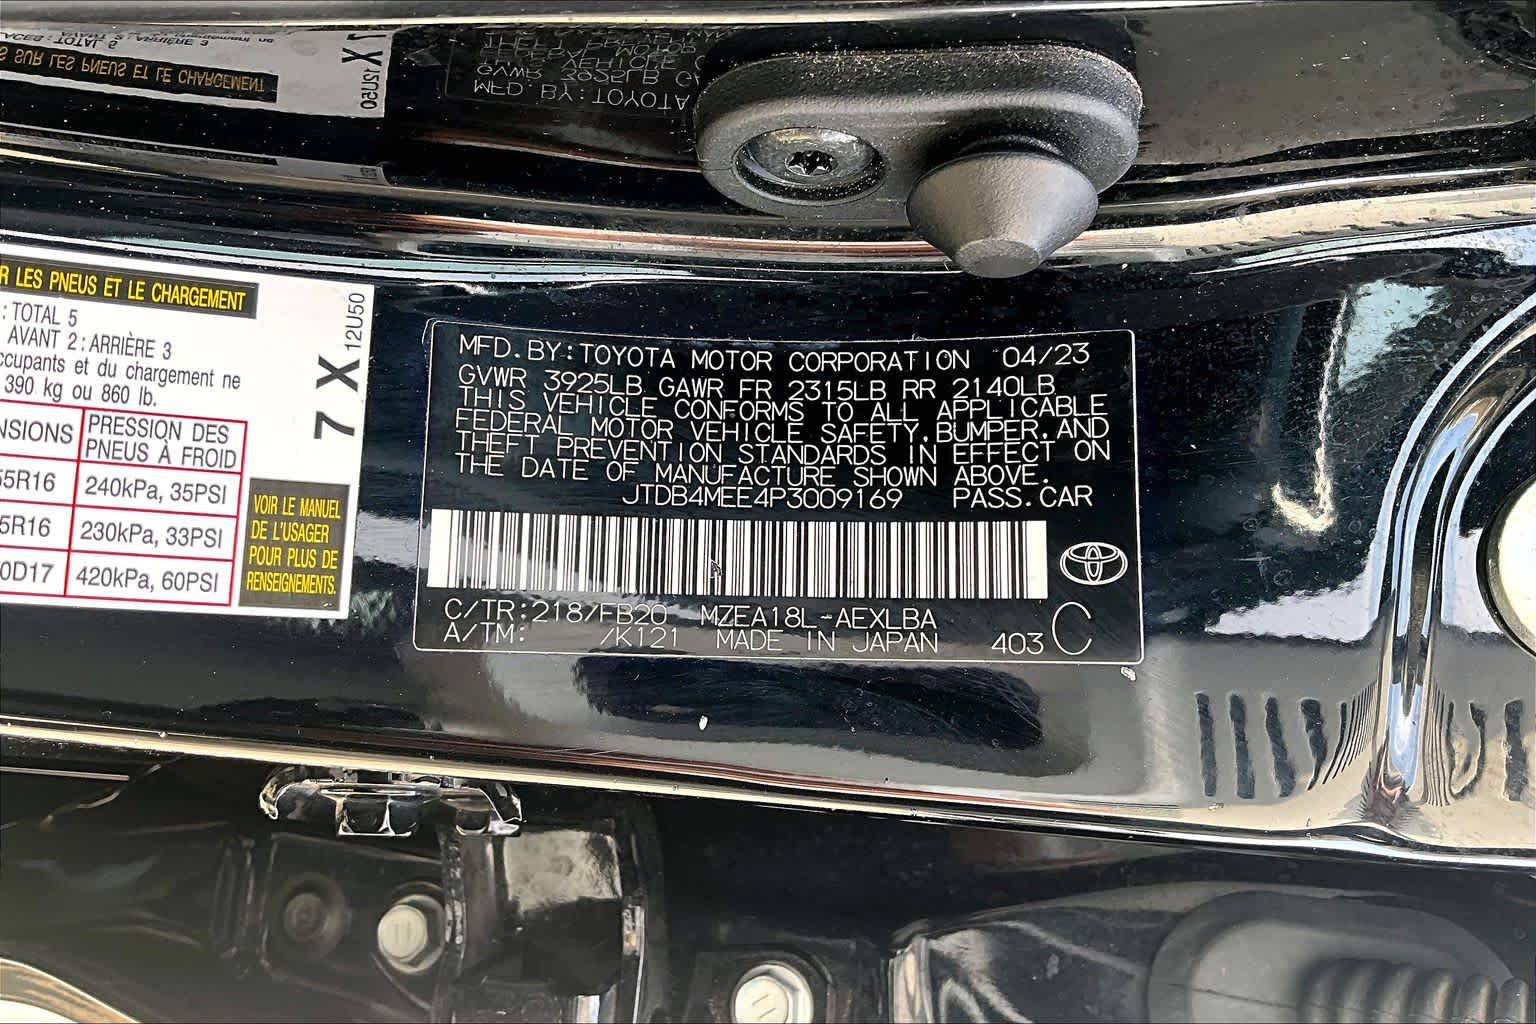 R LES PNEUS ET LE CHARGEMENT
: TOTAL 5
AVANT 2 : ARRIÈRE 3
ccupants et du chargement ne
390 kg ou 860 lb.
NSIONS PRESSION DES PNEUS À FROID
55R16 240kPa, 35PSI
5R16 230kPa, 33PSI
0D17 420kPa, 60PSI
7 X 12U50
VOIR LE MANUEL
DE L'USAGER
POUR PLUS DE
RENSEIGNEMENTS.
MFD. BY: TOYOTA MOTOR CORPORATION 04/23
GVWR 3925LB GAWR FR 2315LB RR 2140LB
THIS VEHICLE CONFORMS TO ALL APPLICABLE
FEDERAL MOTOR VEHICLE SAFETY, BUMPER, AND
THEFT PREVENTION STANDARDS IN EFFECT ON
THE DATE OF MANUFACTURE SHOWN ABOVE.
JTDB4MEE4P3009169 PASS. CAR
C/TR: 218/FB20 MZEA18L-AEXLBA
A/TM: /K121 MADE IN JAPAN 403 C